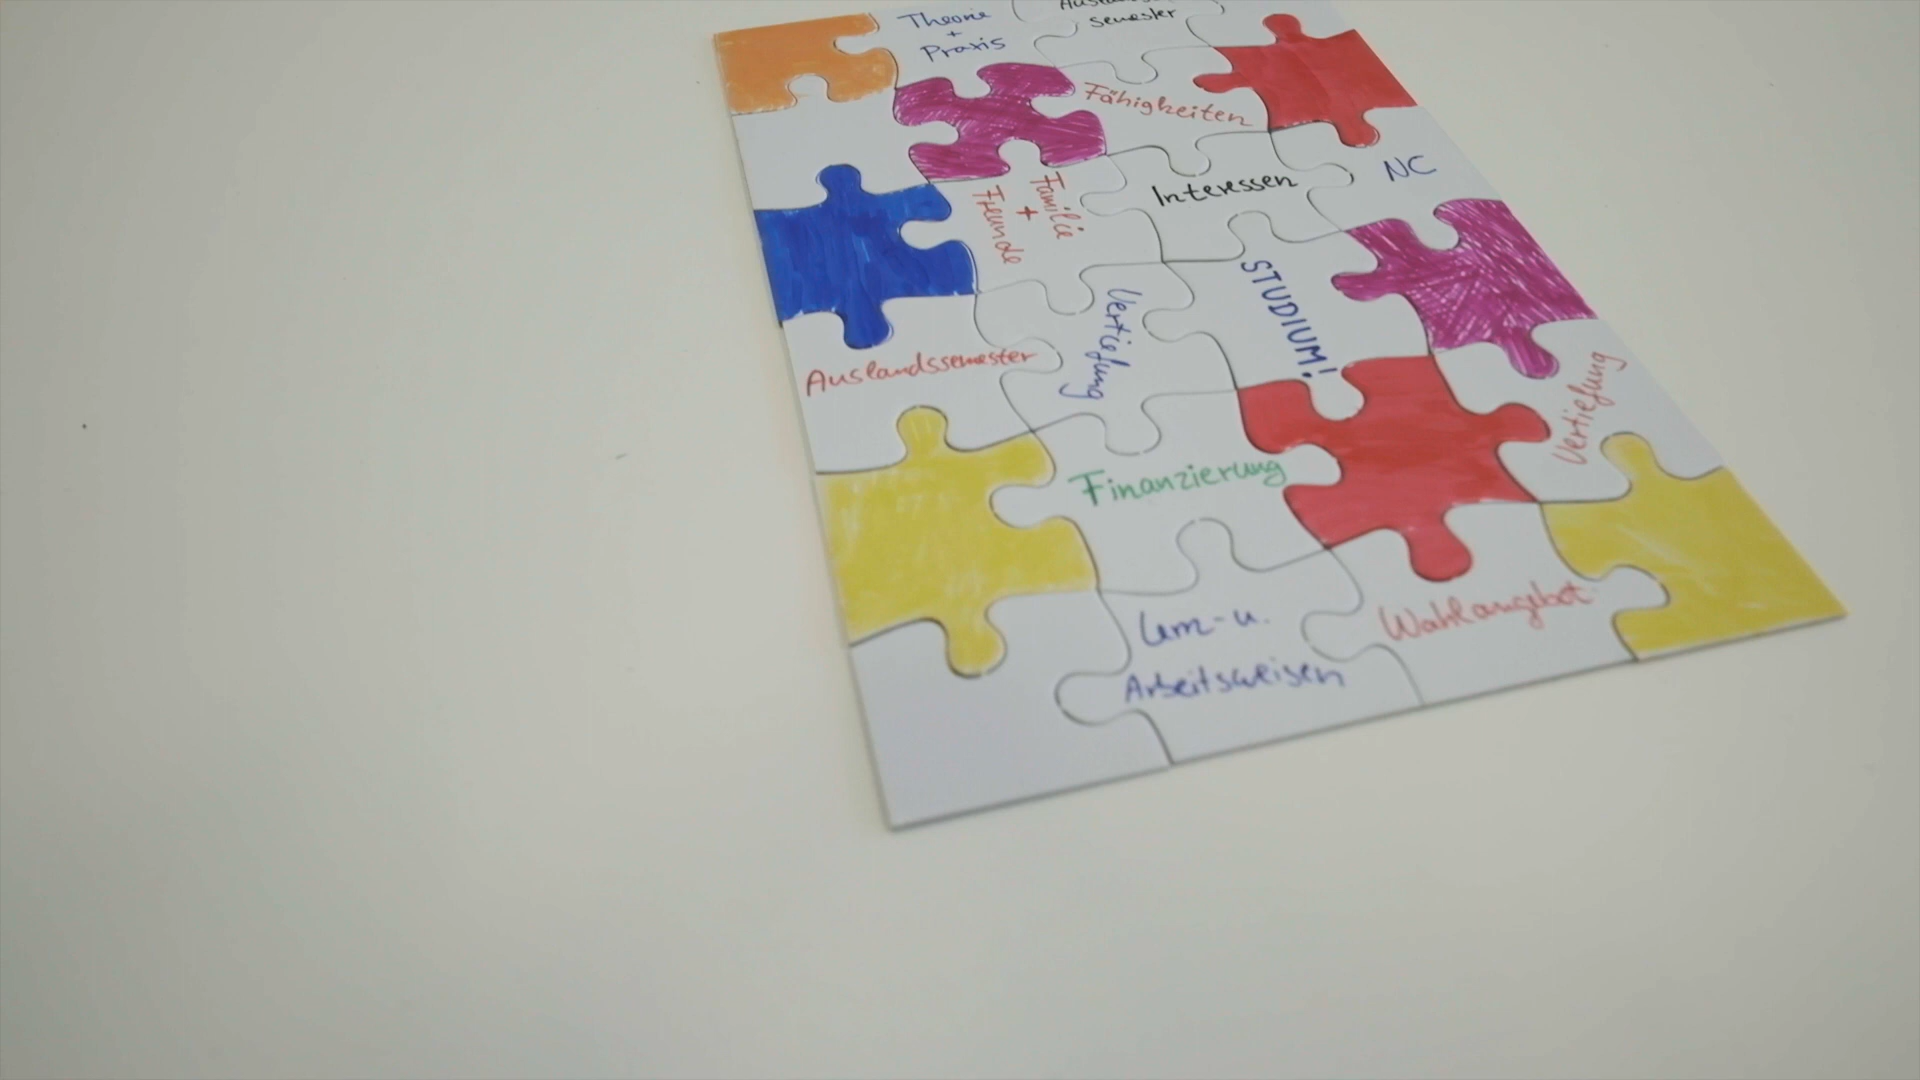 Theorie
+
Praxis
semester
Fähigkeiten
NC
Interessen
Familie
+
Freunde
STUDIUM!
Vertiefung
Auslandssemester
Vertiefung
Finanzierung
Lern-u.
Arbeitsweisen
Wahlangebot